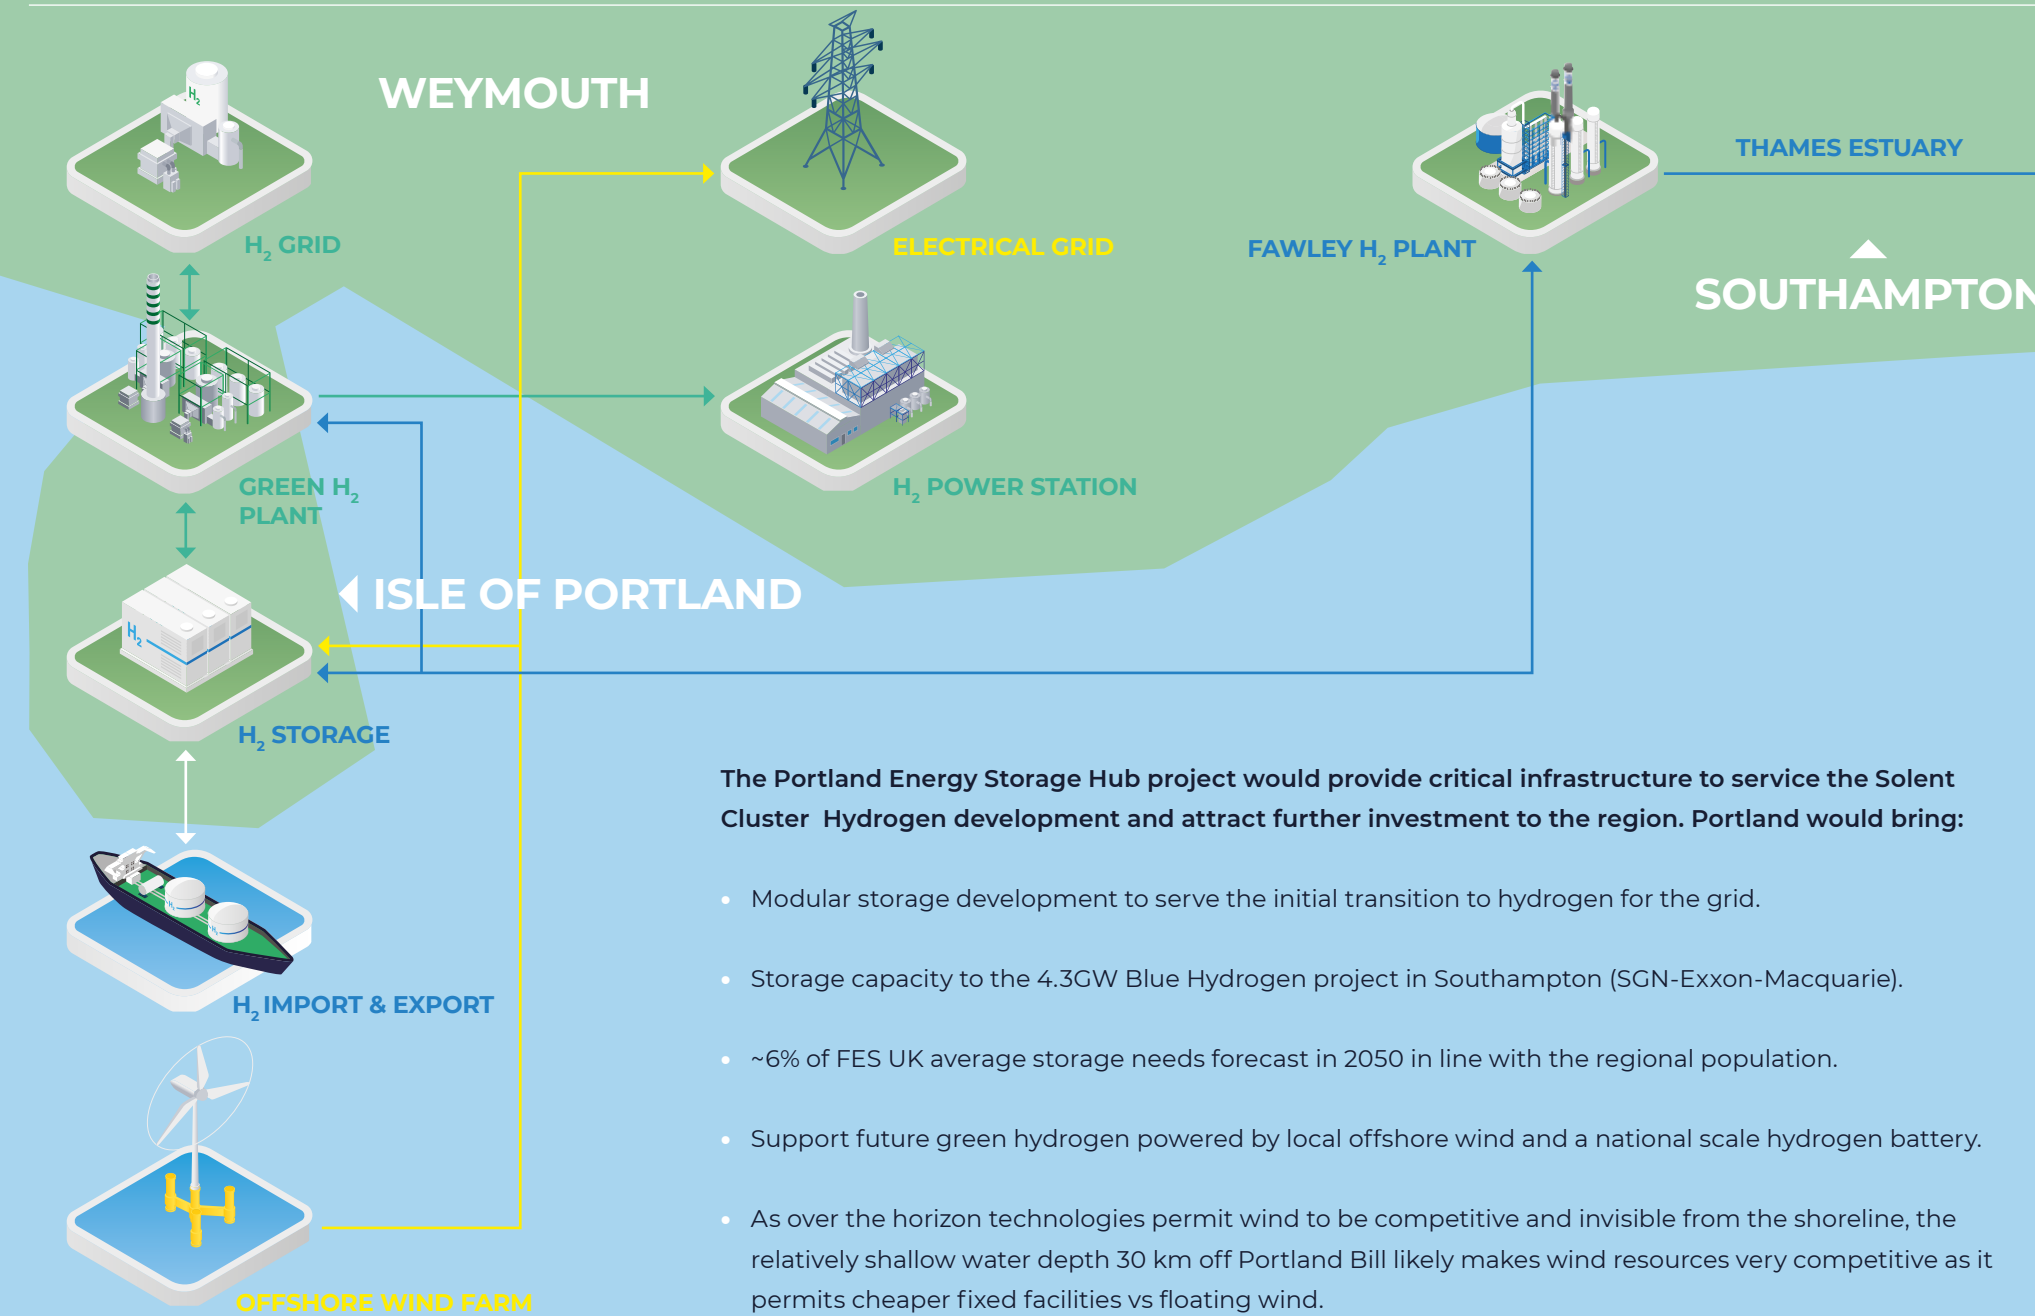 WEYMOUTH
H₂
H₂ GRID
ELECTRICAL GRID
FAWLEY H₂ PLANT
THAMES ESTUARY
SOUTHAMPTON
GREEN H₂
PLANT
H₂ POWER STATION
ISLE OF PORTLAND
H₂
H₂ STORAGE
H₂ IMPORT & EXPORT
OFFSHORE WIND FARM
The Portland Energy Storage Hub project would provide critical infrastructure to service the Solent
Cluster Hydrogen development and attract further investment to the region. Portland would bring:
• Modular storage development to serve the initial transition to hydrogen for the grid.
• Storage capacity to the 4.3GW Blue Hydrogen project in Southampton (SGN-Exxon-Macquarie).
• ~6% of FES UK average storage needs forecast in 2050 in line with the regional population.
• Support future green hydrogen powered by local offshore wind and a national scale hydrogen battery.
• As over the horizon technologies permit wind to be competitive and invisible from the shoreline, the
relatively shallow water depth 30 km off Portland Bill likely makes wind resources very competitive as it
permits cheaper fixed facilities vs floating wind.